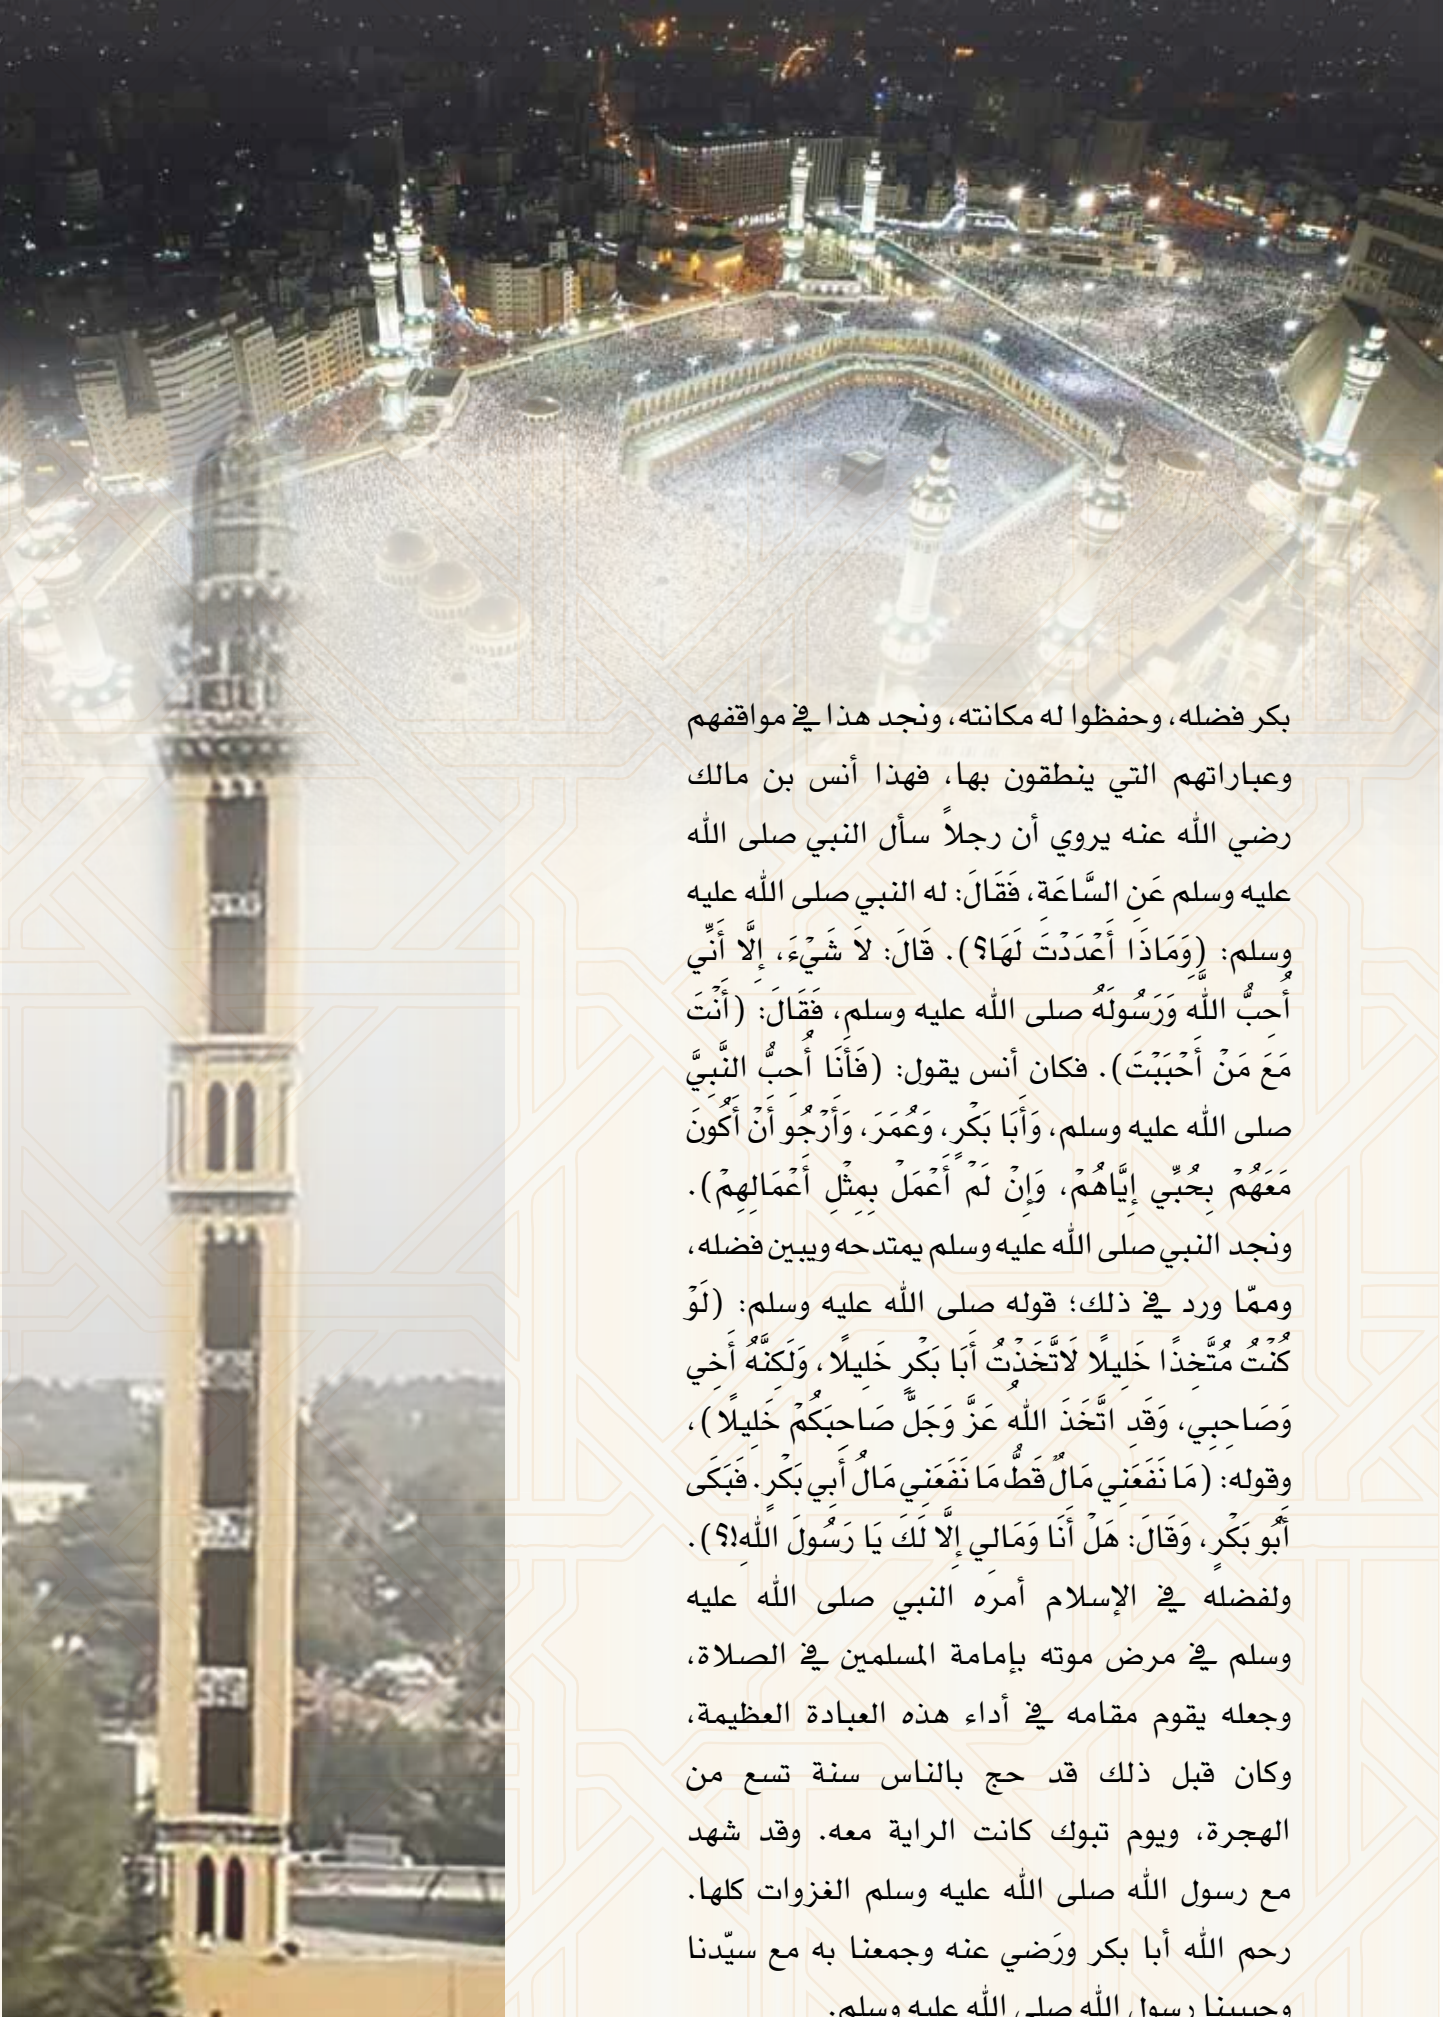 بكر فضله، وحفظوا له مكانته، ونجد هذا في مواقفهم
وعباراتهم التي ينطقون بها، فهذا أنس بن مالك
رضي الله عنه يروي أن رجلاً سأل النبي صلى الله
عليه وسلم عَنِ السَّاعَةِ، فَقَالَ: له النبي صلى الله عليه
وسلم: (وَمَاذَا أَعْدَدْتَ لَهَا؟). قَالَ: لاَ شَيْءَ، إِلَّا أَنِّي
أُحِبُّ اللَّهَ وَرَسُولَهُ صلى الله عليه وسلم، فَقَالَ: (أَنْتَ
مَعَ مَنْ أَحْبَبْتَ). فكان أنس يقول: (فَأَنَا أُحِبُّ النَّبِيَّ
صلى الله عليه وسلم، وَأَبَا بَكْرٍ، وَعُمَرَ، وَأَرْجُو أَنْ أَكُونَ
مَعَهُمْ بِحُبِّي إِيَّاهُمْ، وَإِنْ لَمْ أَعْمَلْ بِمِثْلِ أَعْمَالِهِمْ).
ونجد النبي صلى الله عليه وسلم يمتدحه ويبين فضله،
وممّا ورد في ذلك؛ قوله صلى الله عليه وسلم: (لَوْ
كُنْتُ مُتَّخِذًا خَلِيلًا لَاتَّخَذْتُ أَبَا بَكْرٍ خَلِيلًا، وَلَكِنَّهُ أَخِي
وَصَاحِبِي، وَقَدِ اتَّخَذَ اللَّهُ عَزَّ وَجَلَّ صَاحِبَكُمْ خَلِيلًا)،
وقوله: (مَا نَفَعَنِي مَالٌ قَطُّ مَا نَفَعَنِي مَالُ أَبِي بَكْرٍ. فَبَكَى
أَبُو بَكْرٍ، وَقَالَ: هَلْ أَنَا وَمَالِي إِلَّا لَكَ يَا رَسُولَ اللَّهِ!؟).
ولفضله في الإسلام أمره النبي صلى الله عليه
وسلم في مرض موته بإمامة المسلمين في الصلاة،
وجعله يقوم مقامه في أداء هذه العبادة العظيمة،
وكان قبل ذلك قد حج بالناس سنة تسع من
الهجرة، ويوم تبوك كانت الراية معه. وقد شهد
مع رسول الله صلى الله عليه وسلم الغزوات كلها.
رحم الله أبا بكر ورَضي عنه وجمعنا به مع سيّدنا
وحبيبنا رسول الله صلى الله عليه وسلم.